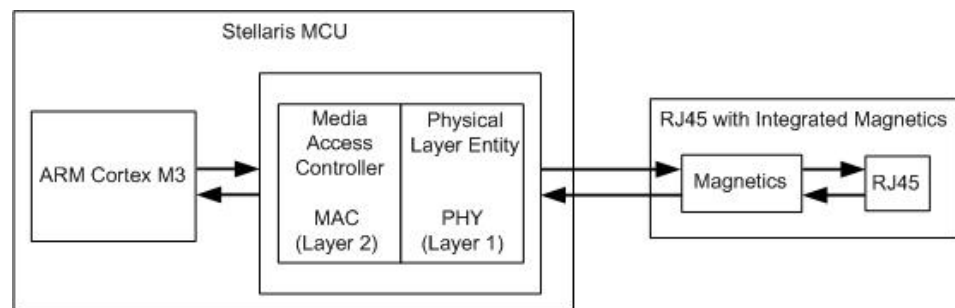 Stellaris MCU
ARM Cortex M3
Media
Access
Controller
MAC
(Layer 2)
Physical
Layer Entity
PHY
(Layer 1)
RJ45 with Integrated Magnetics
Magnetics
RJ45